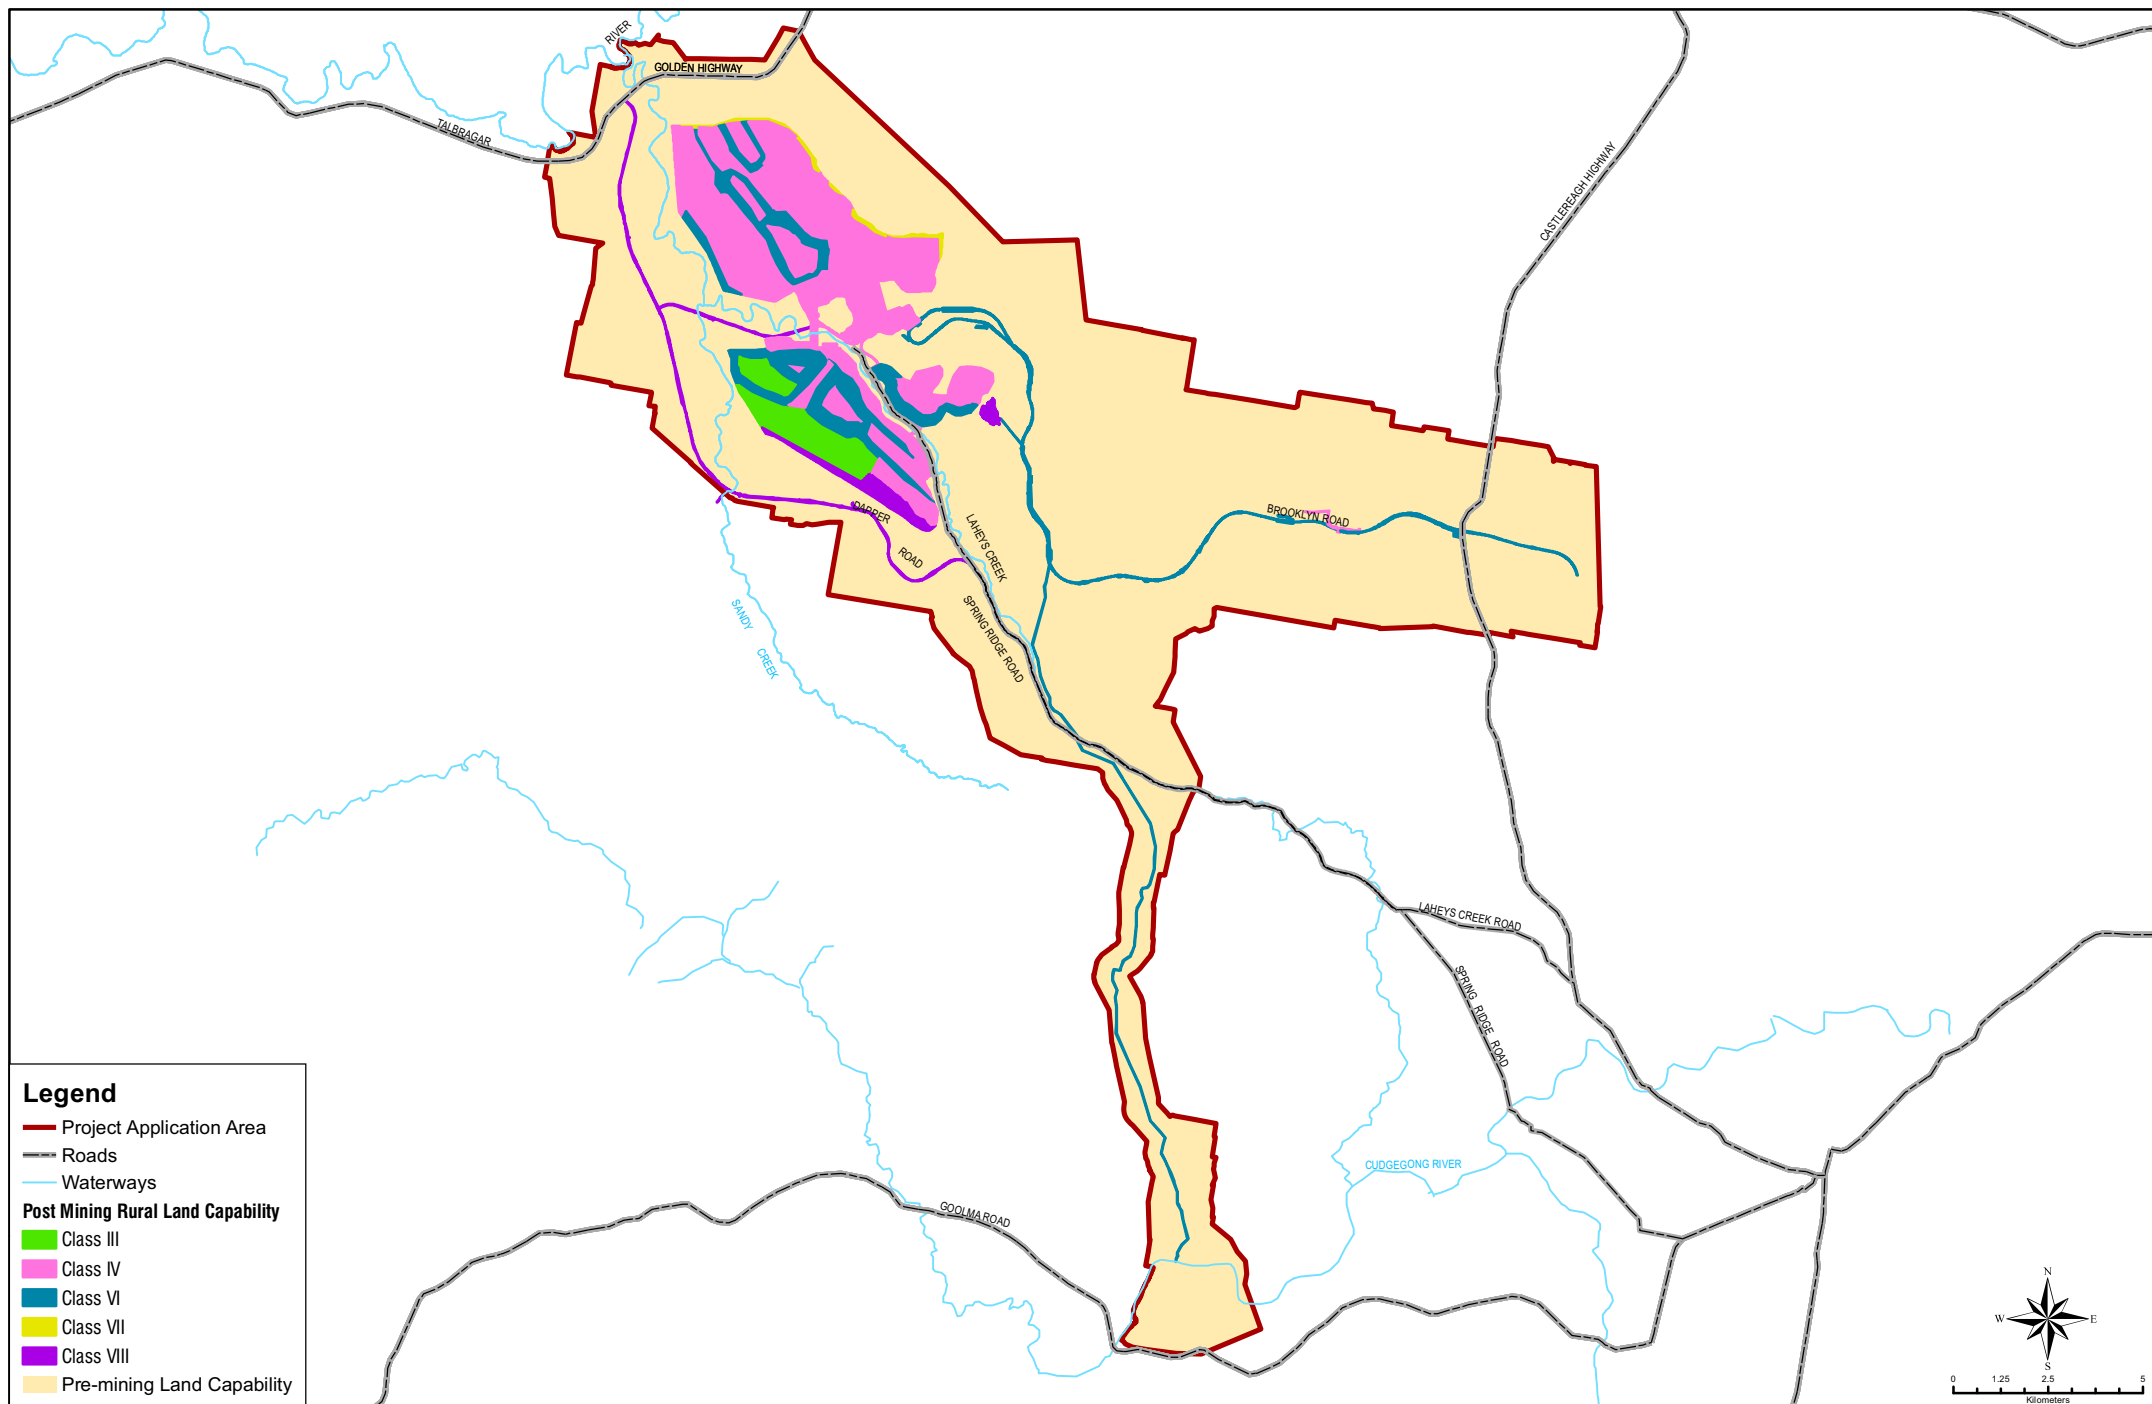 RIVER
GOLDEN HIGHWAY
TALBRAGAR
CASTLEREAGH HIGHWAY
DAPPER
ROAD
LAHEYS CREEK
BROOKLYN ROAD
SANDY
CREEK
SPRING RIDGE ROAD
LAHEYS CREEK ROAD
SPRING RIDGE ROAD
CUDGEGONG RIVER
GOOLMA ROAD
Legend
Project Application Area
Roads
Waterways
Post Mining Rural Land Capability
Class III
Class IV
Class VI
Class VII
Class VIII
Pre-mining Land Capability
N
W E
S
0 1.25 2.5 5
Kilometers